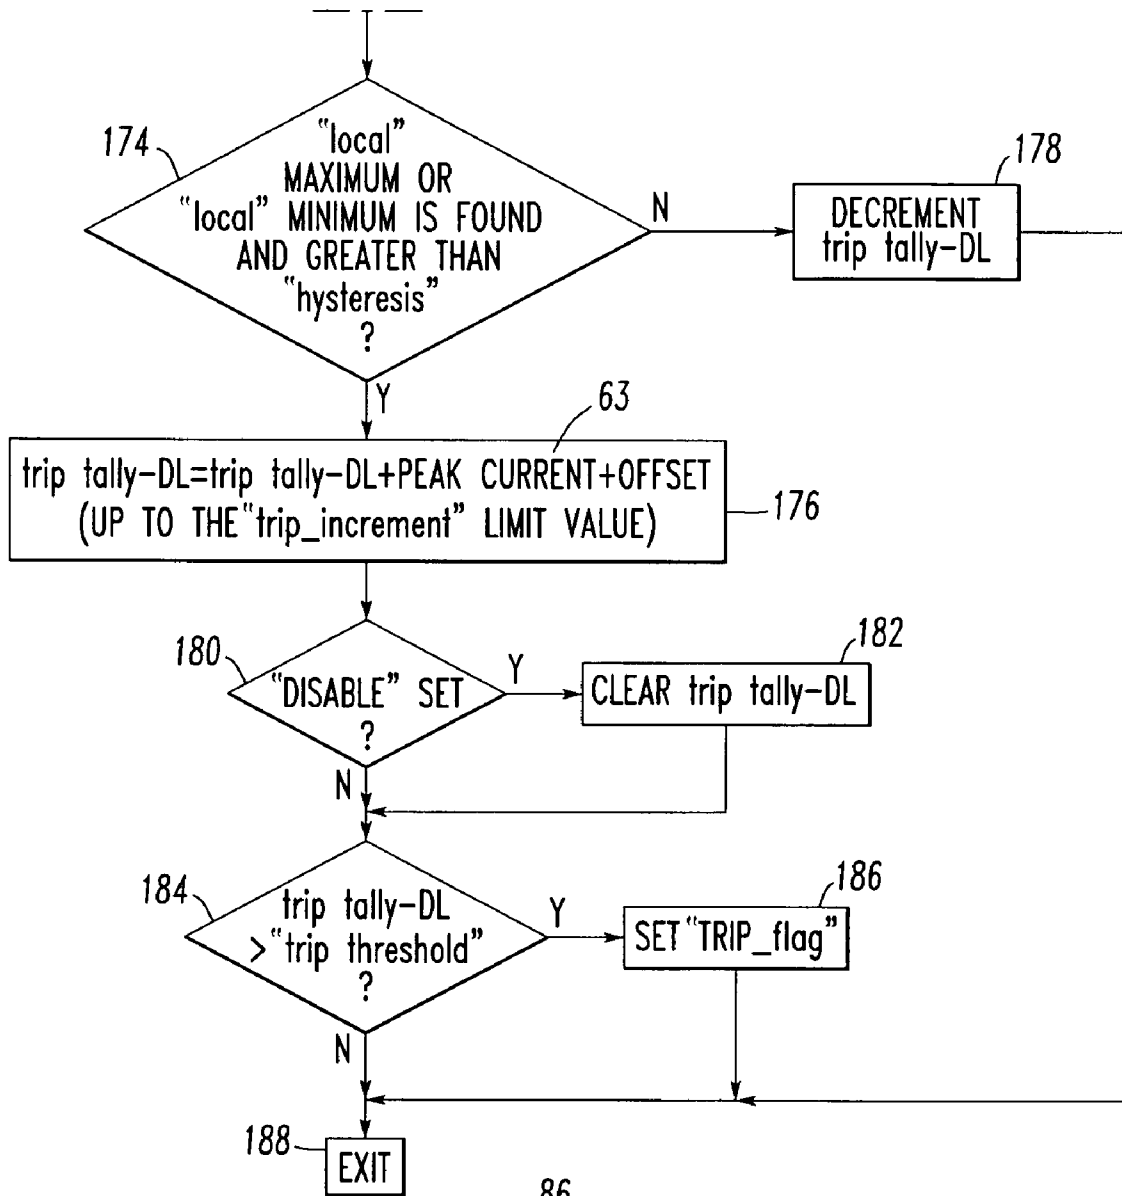 174
"local"
MAXIMUM OR
"local" MINIMUM IS FOUND
AND GREATER THAN
"hysteresis"
?
N
178
DECREMENT
trip tally-DL
Y
63
trip tally-DL=trip tally-DL+PEAK CURRENT+OFFSET
(UP TO THE"trip_increment" LIMIT VALUE)
176
180
"DISABLE" SET
?
Y
182
CLEAR trip tally-DL
N
184
trip tally-DL
>"trip threshold"
?
Y
186
SET "TRIP_flag"
N
188
EXIT
86